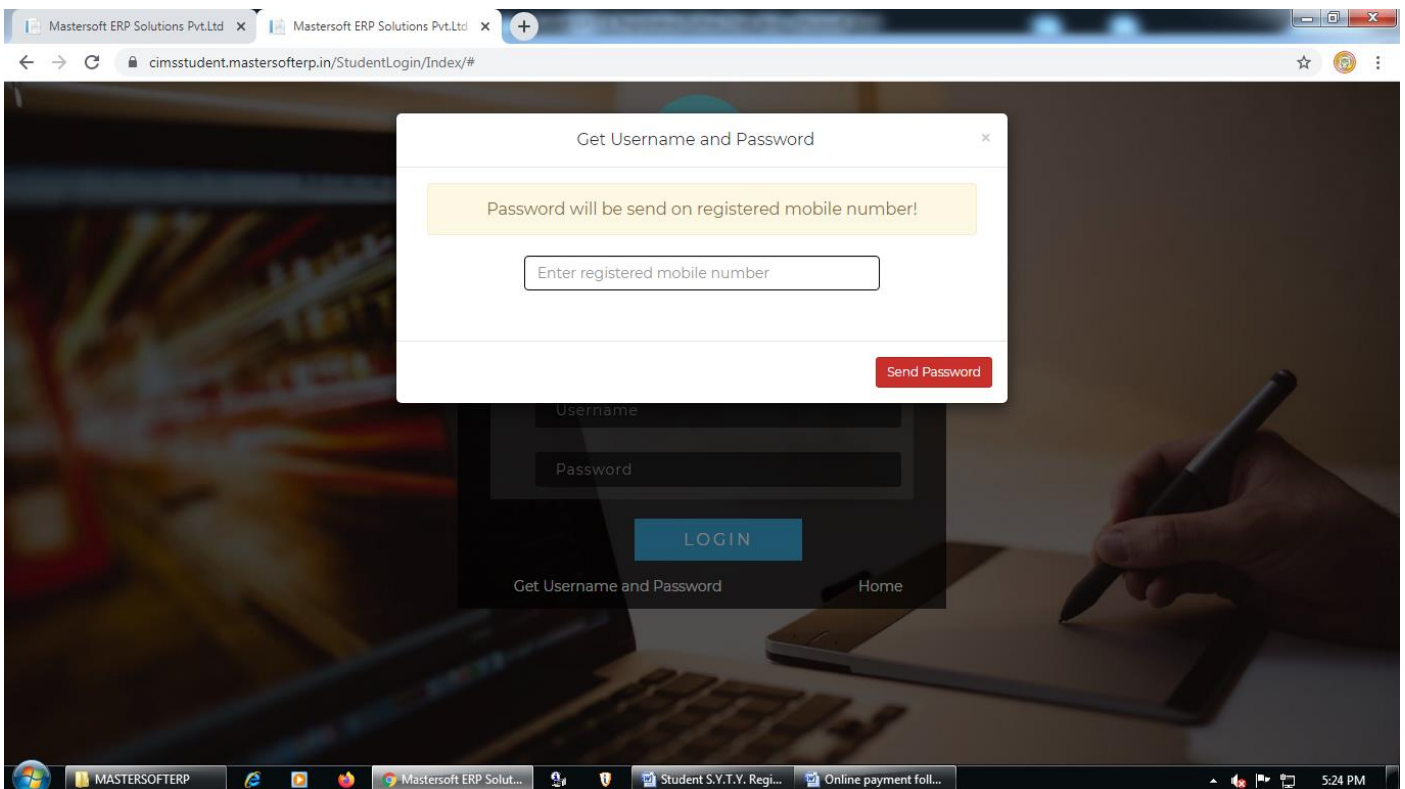 Mastersoft ERP Solutions Pvt.Ltd
Mastersoft ERP Solutions Pvt.Ltd
cimsstudent.mastersofterp.in/StudentLogin/Index/#
Get Username and Password
×
Password will be send on registered mobile number!
Enter registered mobile number
Send Password
Username
Password
LOGIN
Get Username and Password
Home
MASTERSOFTERP
Mastersoft ERP Solut...
Student S.Y.T.Y. Regi...
Online payment foll...
5:24 PM